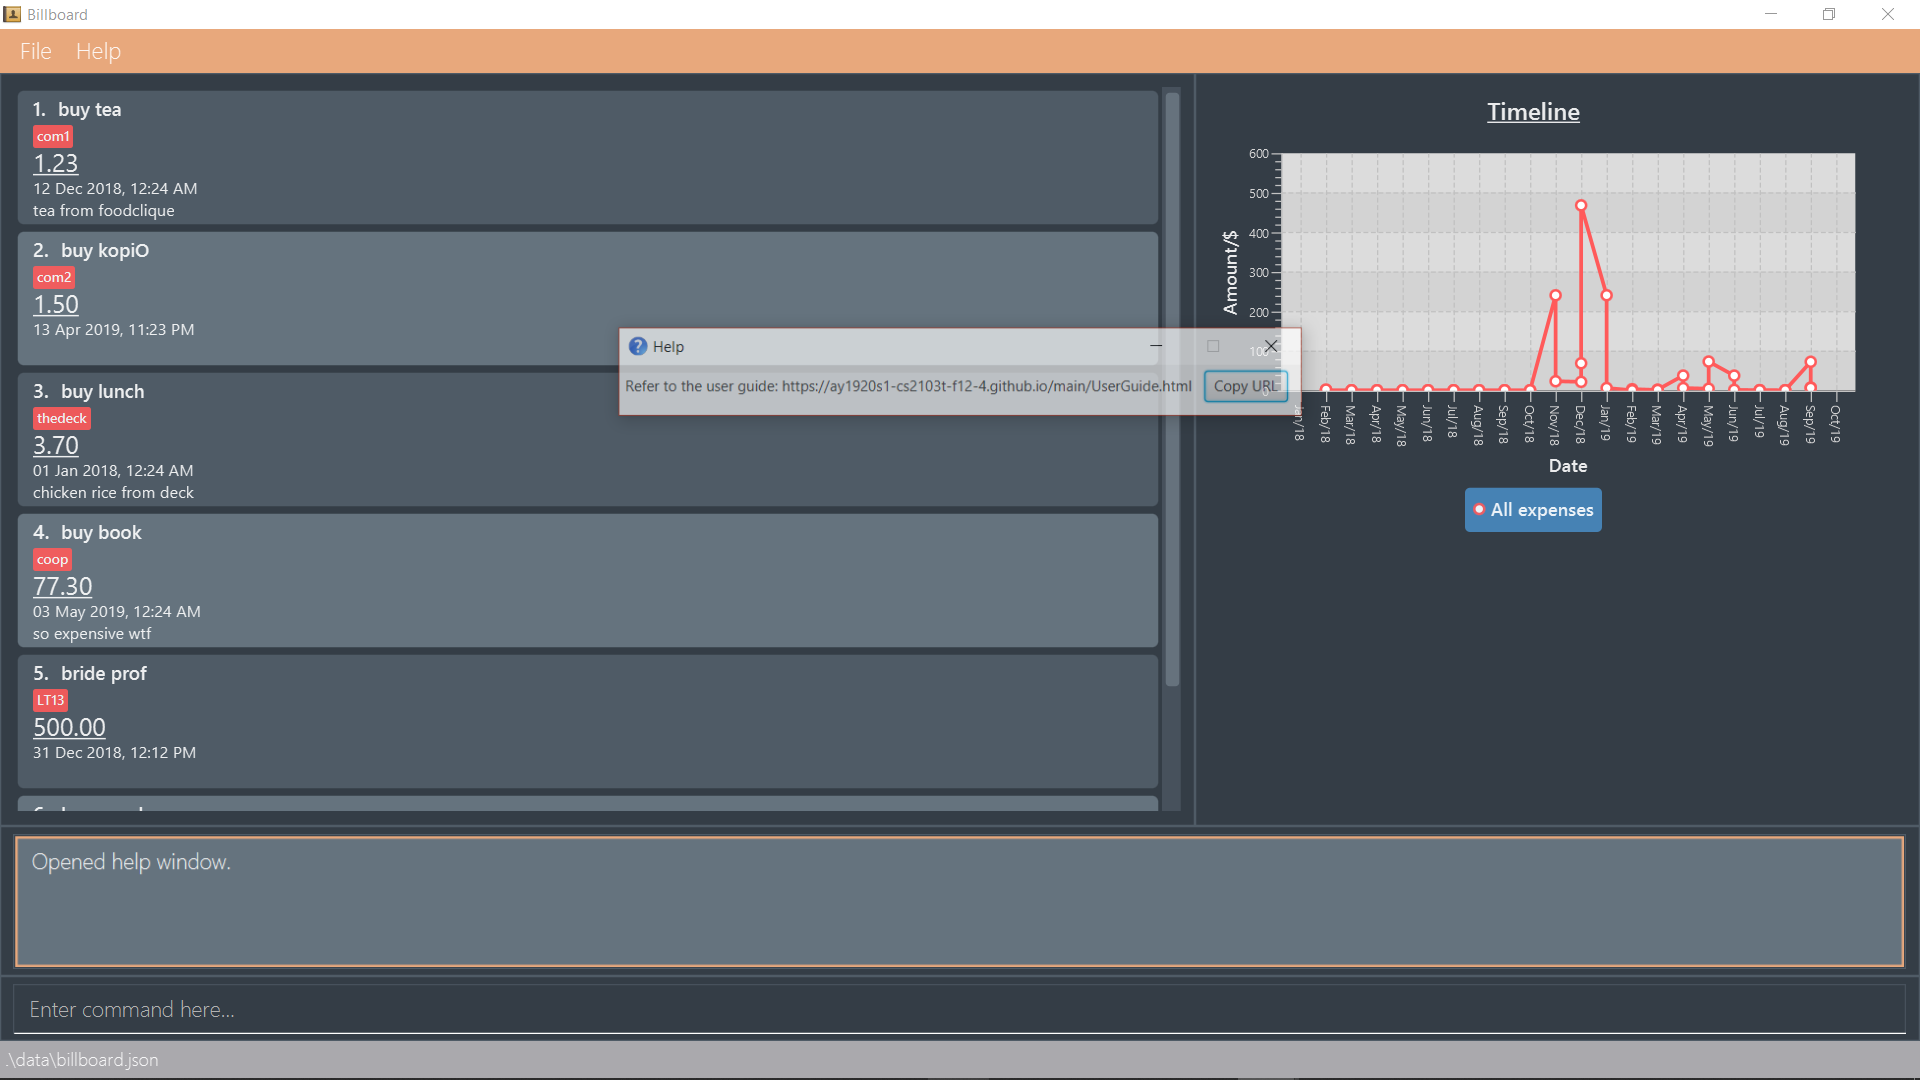 Billboard
File Help
1. buy tea
com1
1.23
12 Dec 2018, 12:24 AM
tea from foodclique
2. buy kopiO
com2
1.50
13 Apr 2019, 11:23 PM
3. buy lunch
thedeck
3.70
01 Jan 2018, 12:24 AM
chicken rice from deck
4. buy book
coop
77.30
03 May 2019, 12:24 AM
so expensive wtf
5. bride prof
LT13
500.00
31 Dec 2018, 12:12 PM
Help
Refer to the user guide: https://ay1920s1-cs2103t-f12-4.github.io/main/UserGuide.html
Copy URL
Timeline
Amount/$
600
500
400
300
200
100
0
Jan/18
Feb/18
Mar/18
Apr/18
May/18
Jun/18
Jul/18
Aug/18
Sep/18
Oct/18
Nov/18
Dec/18
Jan/19
Feb/19
Mar/19
Apr/19
May/19
Jun/19
Jul/19
Aug/19
Sep/19
Oct/19
Date
All expenses
Opened help window.
Enter command here...
.\data\billboard.json